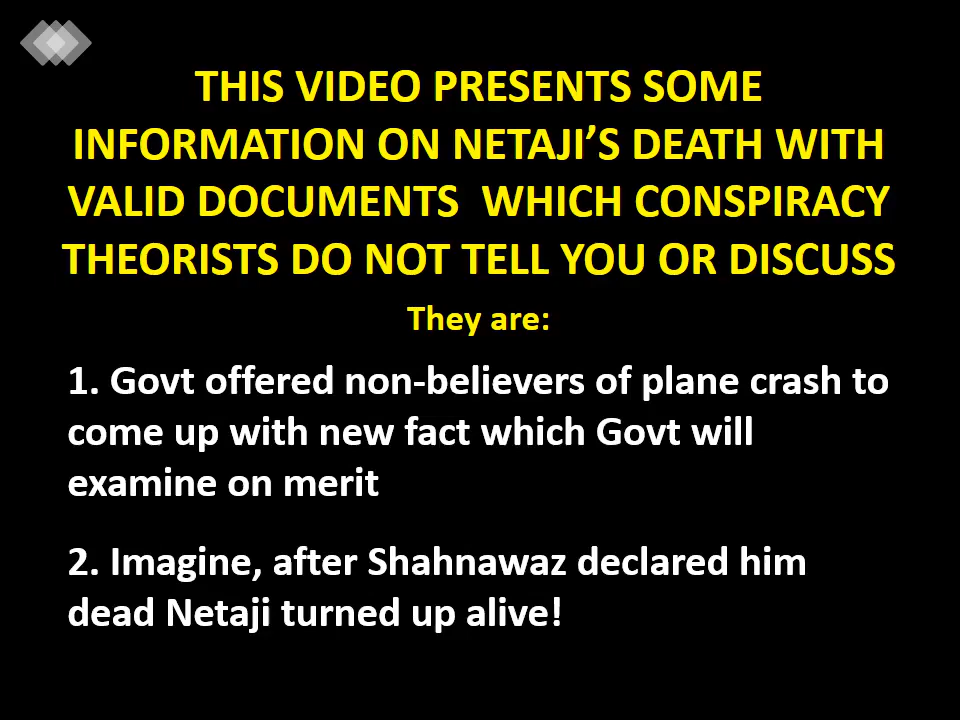 THIS VIDEO PRESENTS SOME
INFORMATION ON NETAJI’S DEATH WITH
VALID DOCUMENTS  WHICH CONSPIRACY
THEORISTS DO NOT TELL YOU OR DISCUSS
They are:
1. Govt offered non-believers of plane crash to
come up with new fact which Govt will
examine on merit
2. Imagine, after Shahnawaz declared him
dead Netaji turned up alive!